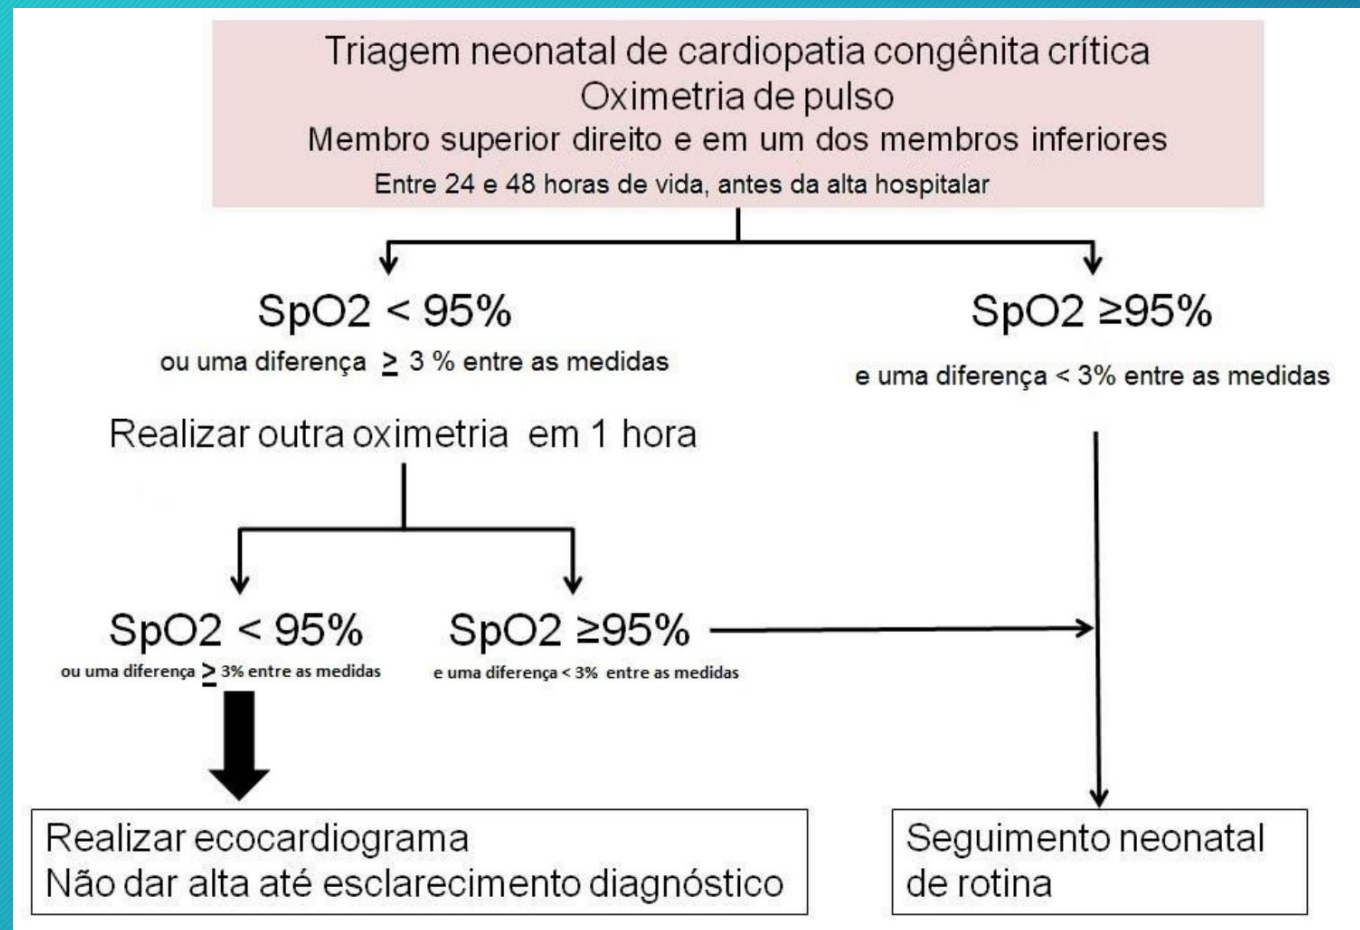 Triagem neonatal de cardiopatia congênita crítica
Oximetria de pulso
Membro superior direito e em um dos membros inferiores
Entre 24 e 48 horas de vida, antes da alta hospitalar
SpO2 < 95%
ou uma diferença ≥ 3 % entre as medidas
SpO2 ≥95%
e uma diferença < 3% entre as medidas
Realizar outra oximetria em 1 hora
SpO2 < 95%
ou uma diferença ≥ 3% entre as medidas
SpO2 ≥95%
e uma diferença < 3% entre as medidas
Realizar ecocardiograma
Não dar alta até esclarecimento diagnóstico
Seguimento neonatal
de rotina